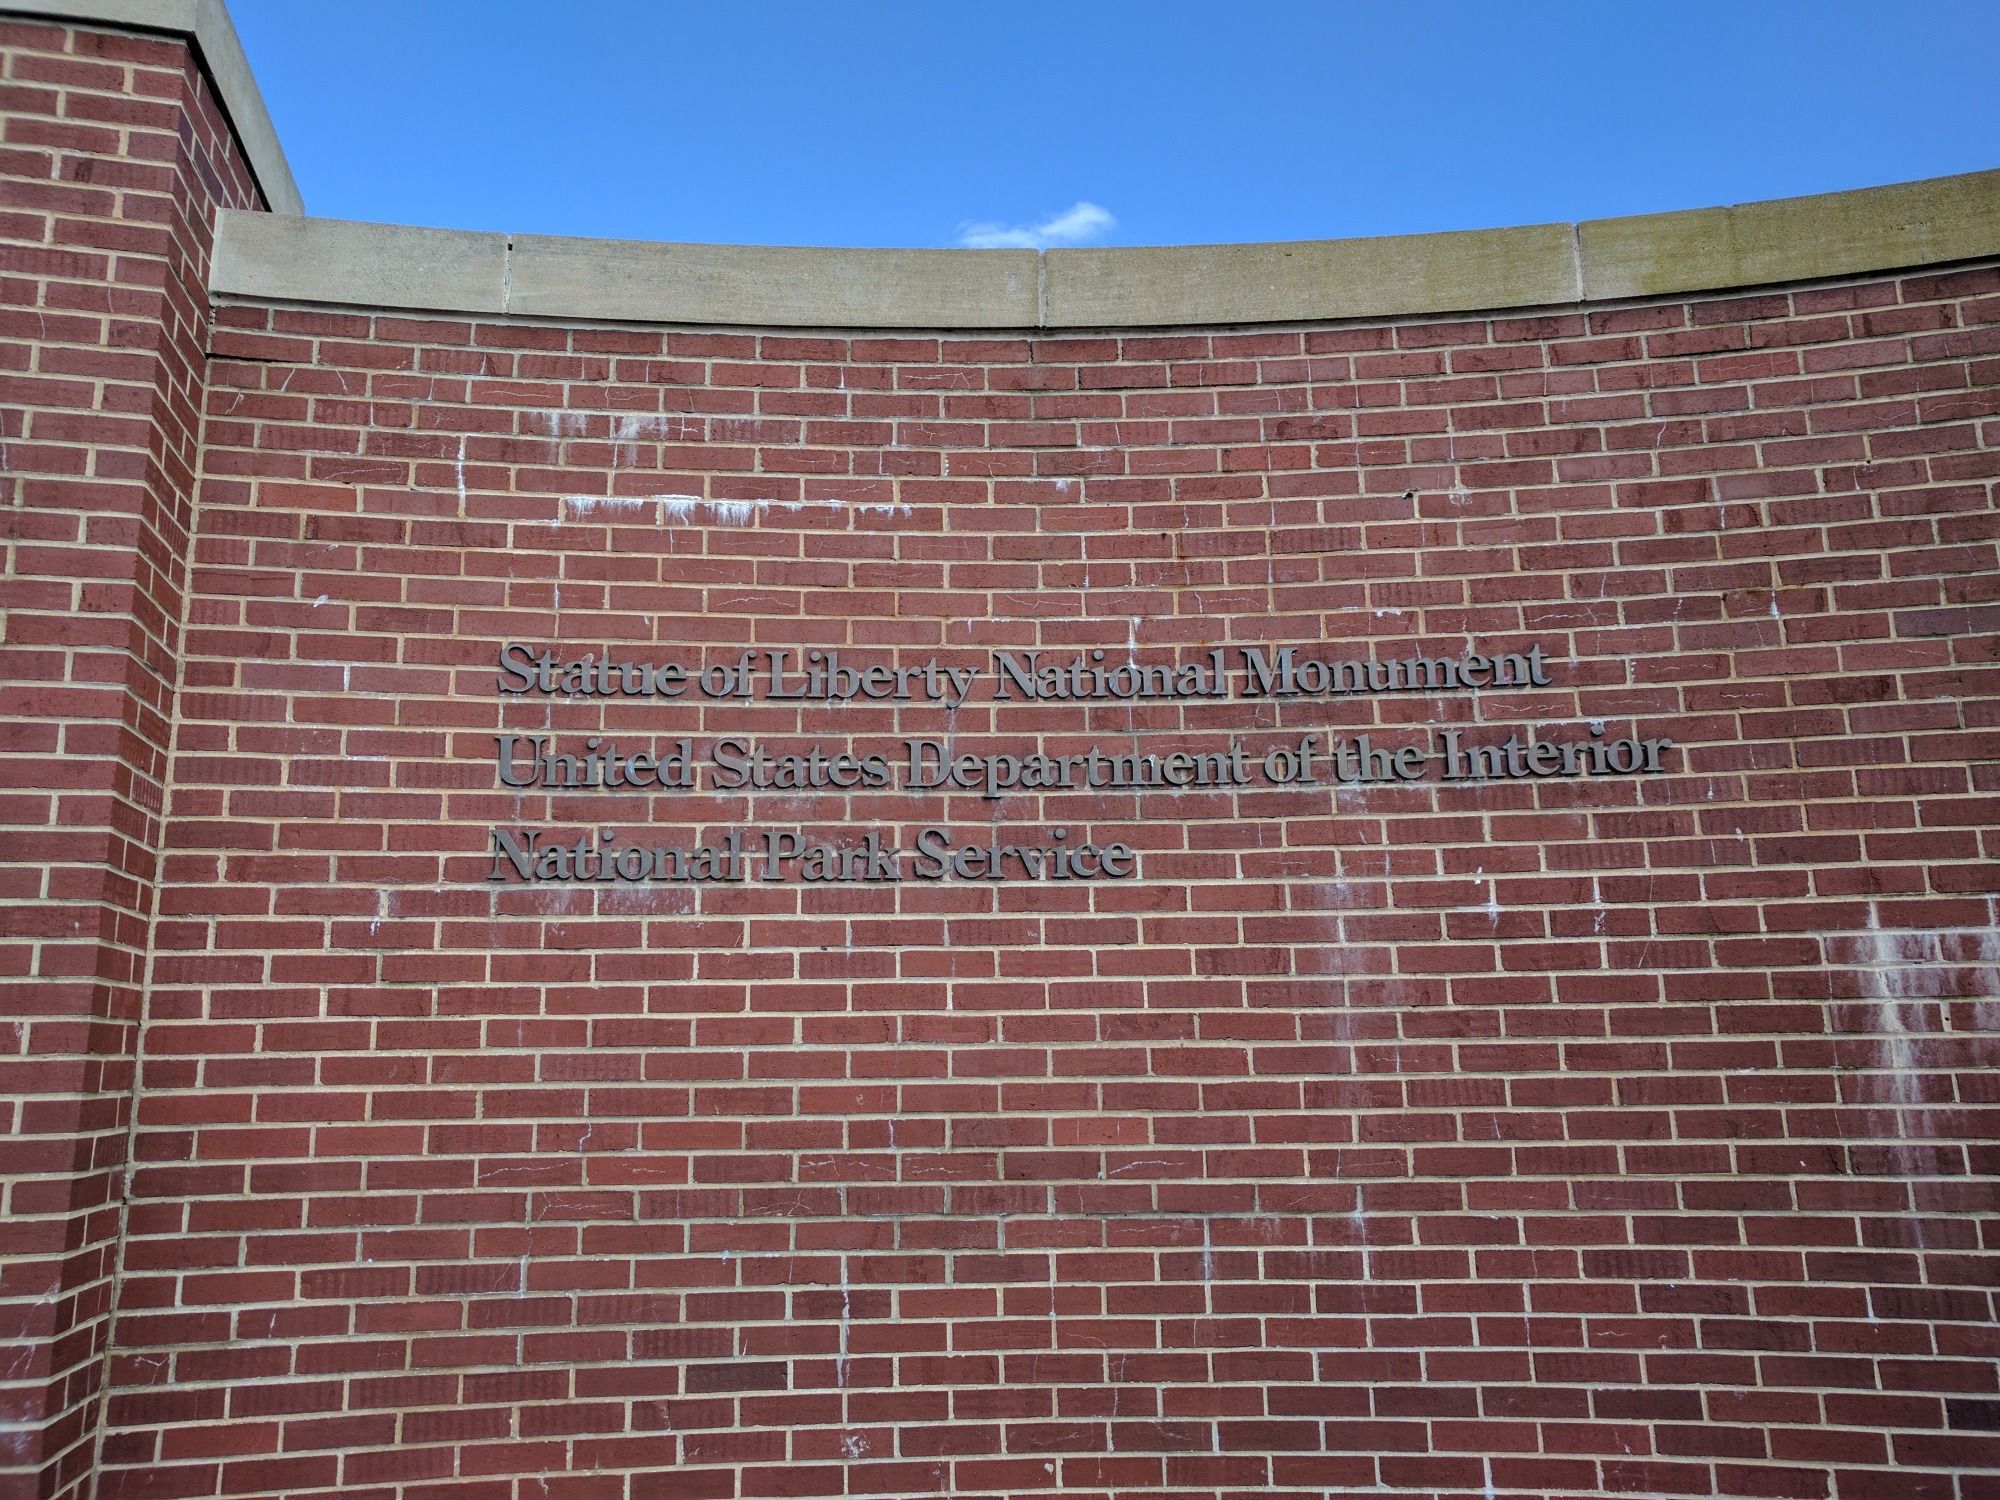 Statue of Liberty National Monument
United States Department of the Interior
National Park Service